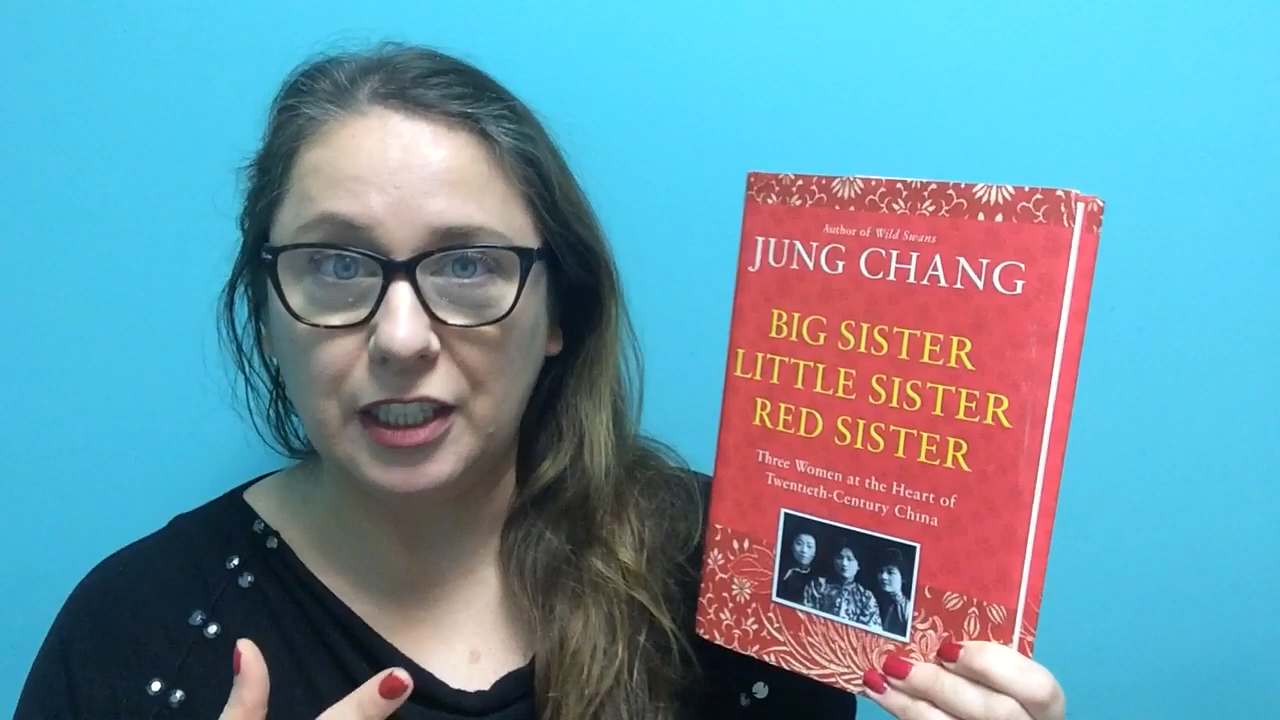 Author of Wild Swans
JUNG CHANG
BIG SISTER
LITTLE SISTER
RED SISTER
Three Women at the Heart of
Twentieth-Century China